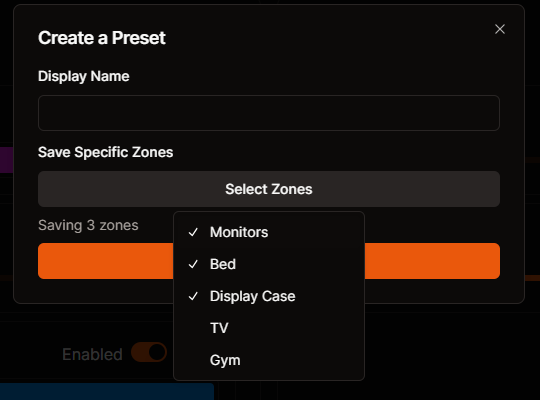 Create a Preset
Display Name
Save Specific Zones
Select Zones
Saving 3 zones
Monitors
Bed
Display Case
TV
Gym
Enabled